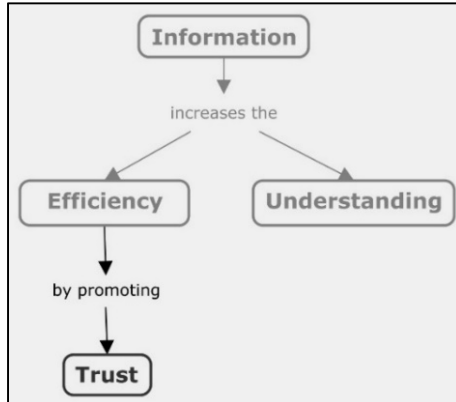 Information
increases the
Efficiency Understanding
by promoting
Trust